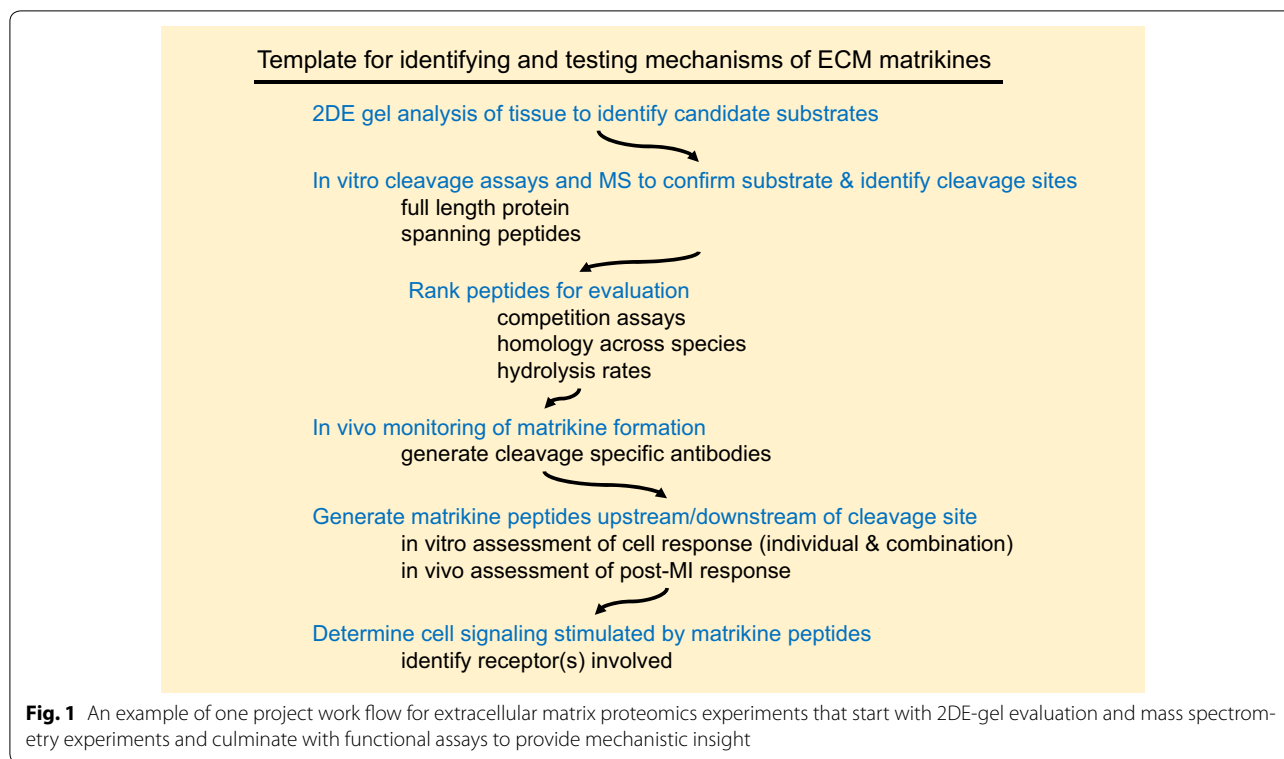 Template for identifying and testing mechanisms of ECM matrikines
2DE gel analysis of tissue to identify candidate substrates
In vitro cleavage assays and MS to confirm substrate & identify cleavage sites
full length protein
spanning peptides
Rank peptides for evaluation
competition assays
homology across species
hydrolysis rates
In vivo monitoring of matrikine formation
generate cleavage specific antibodies
Generate matrikine peptides upstream/downstream of cleavage site
in vitro assessment of cell response (individual & combination)
in vivo assessment of post-MI response
Determine cell signaling stimulated by matrikine peptides
identify receptor(s) involved
Fig. 1 An example of one project work flow for extracellular matrix proteomics experiments that start with 2DE-gel evaluation and mass spectrom-
etry experiments and culminate with functional assays to provide mechanistic insight